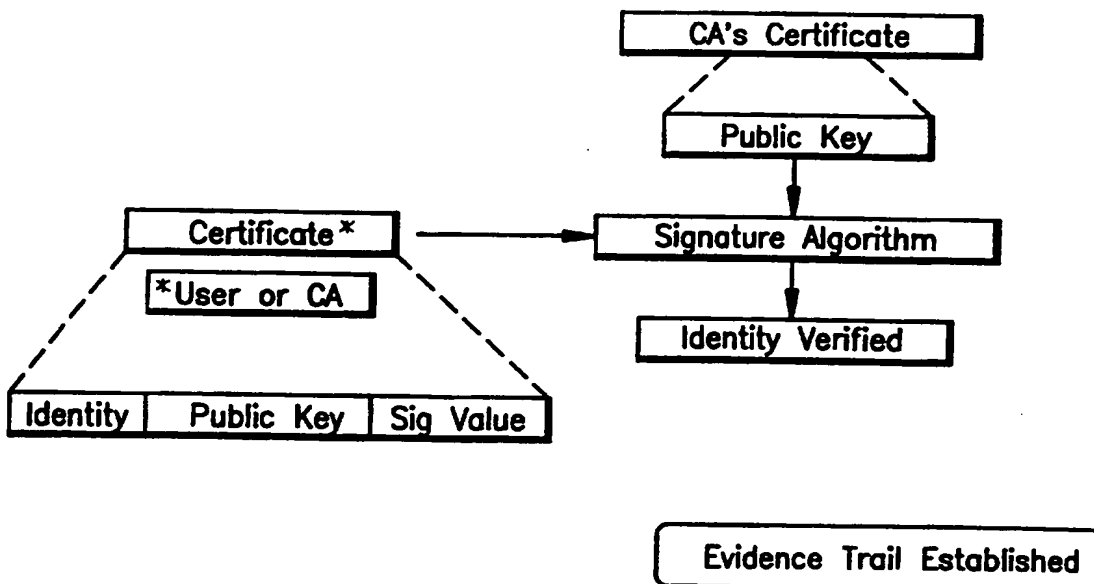 CA's Certificate
Public Key
Certificate*
Signature Algorithm
*User or CA
Identity Verified
Identity Public Key Sig Value
Evidence Trail Established